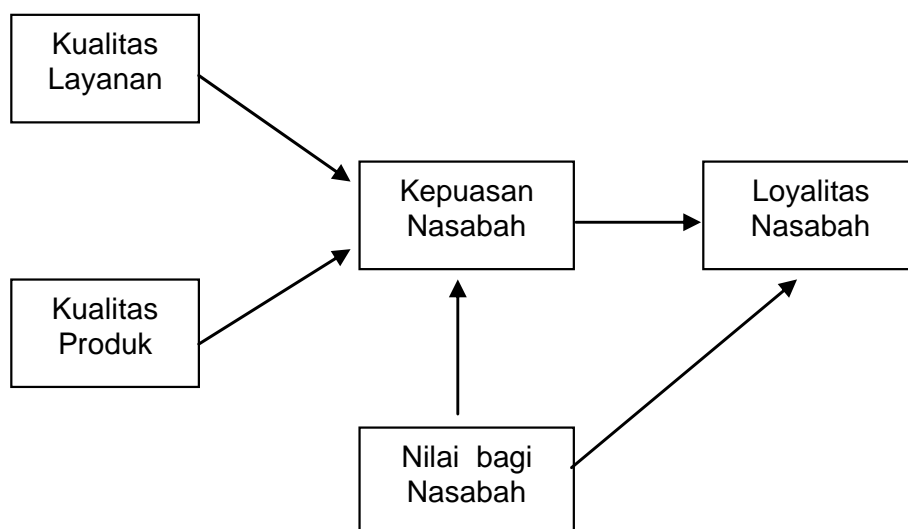 Kualitas
Layanan
Kepuasan
Nasabah
Loyalitas
Nasabah
Kualitas
Produk
Nilai bagi
Nasabah